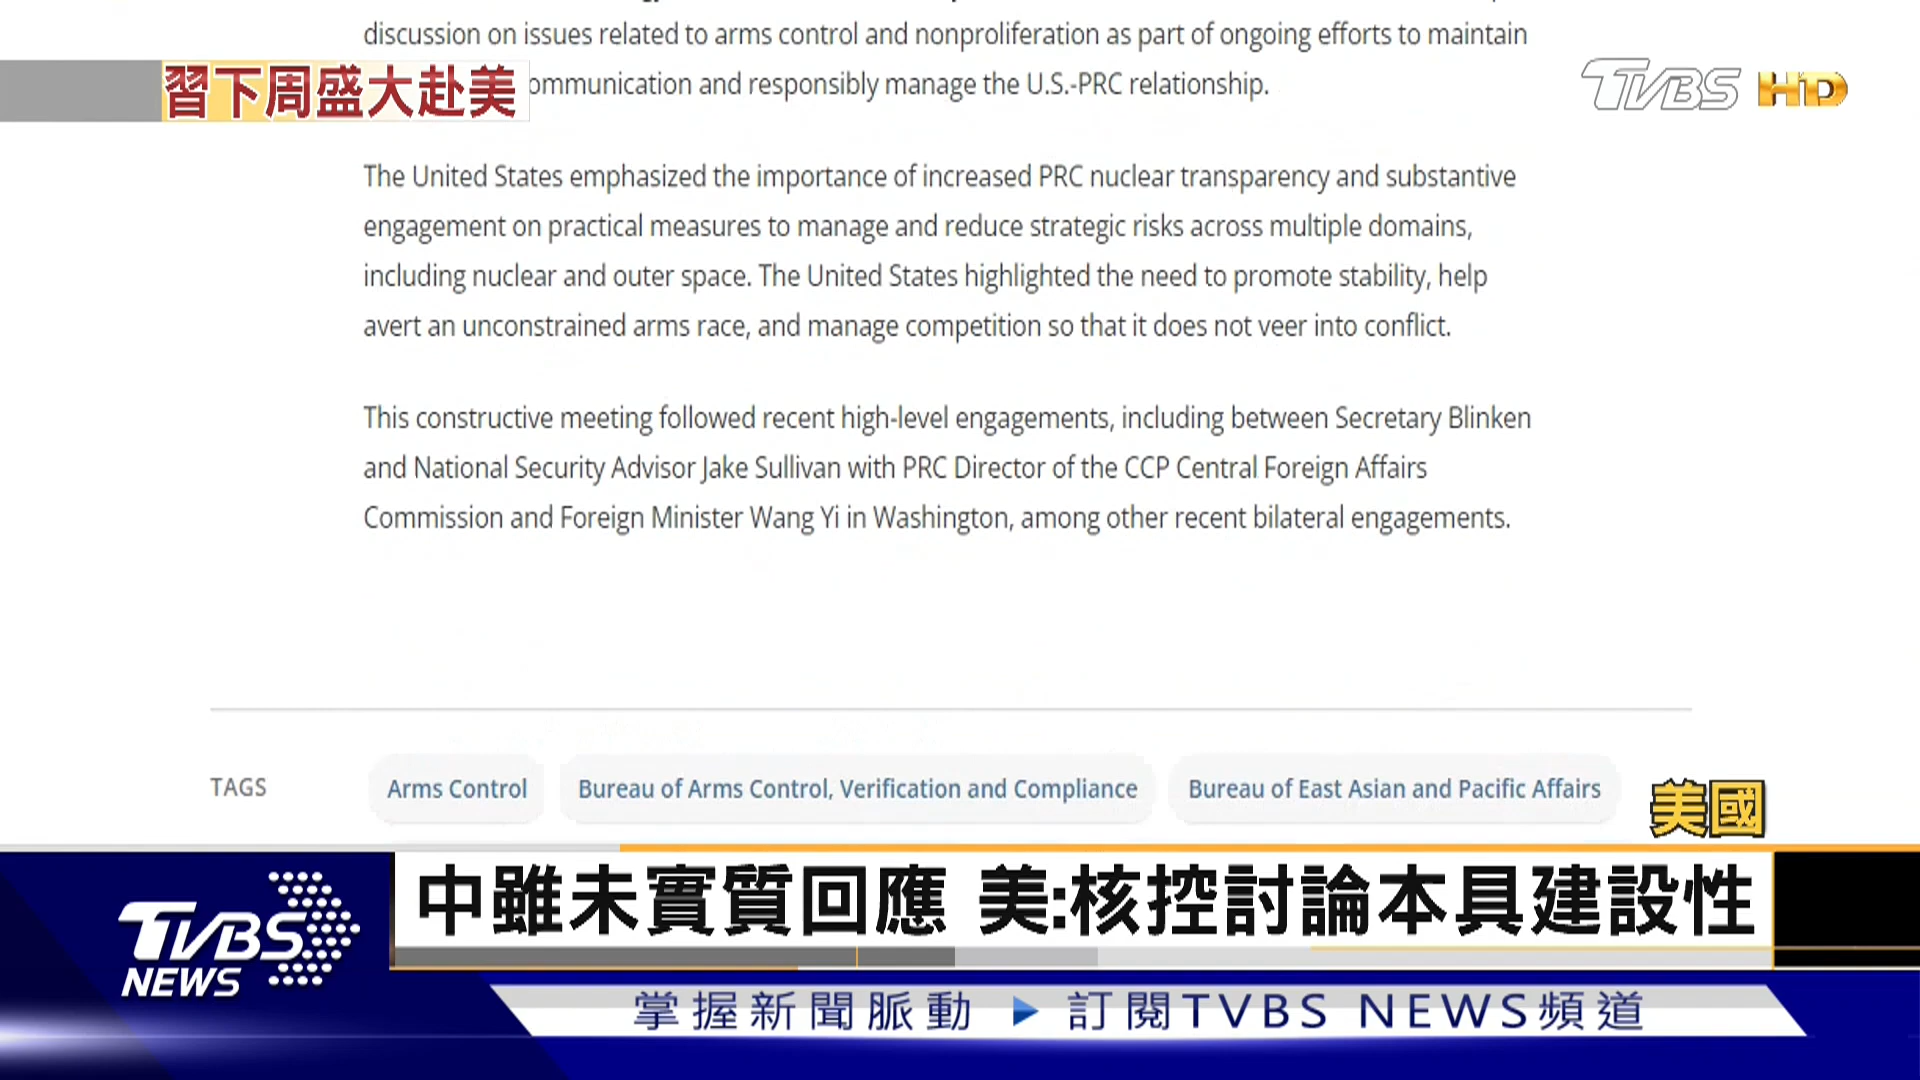 discussion on issues related to arms control and nonproliferation as part of ongoing efforts to maintain
習下周盛大赴美
ommunication and responsibly manage the U.S.-PRC relationship.
TVBS HD
The United States emphasized the importance of increased PRC nuclear transparency and substantive
engagement on practical measures to manage and reduce strategic risks across multiple domains,
including nuclear and outer space. The United States highlighted the need to promote stability, help
avert an unconstrained arms race, and manage competition so that it does not veer into conflict.
This constructive meeting followed recent high-level engagements, including between Secretary Blinken
and National Security Advisor Jake Sullivan with PRC Director of the CCP Central Foreign Affairs
Commission and Foreign Minister Wang Yi in Washington, among other recent bilateral engagements.
TAGS
Arms Control
Bureau of Arms Control, Verification and Compliance
Bureau of East Asian and Pacific Affairs
美國
中雖未實質回應 美:核控討論本具建設性
TVBS
NEWS
掌握新聞脈動 ▶ 訂閱TVBS NEWS頻道